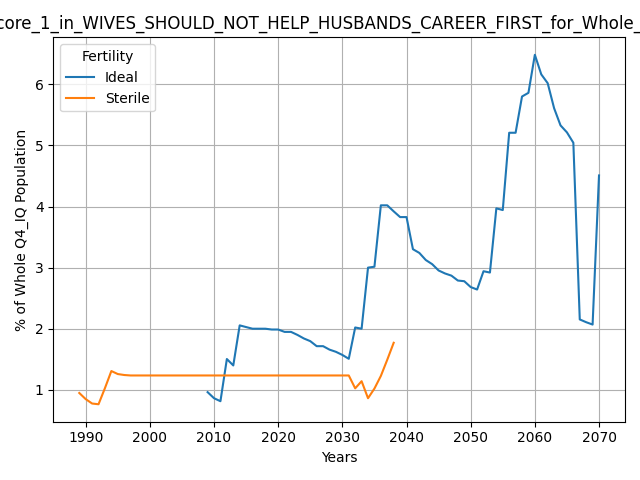 core_1_in_WIVES_SHOULD_NOT_HELP_HUSBANDS_CAREER_FIRST_for_Whole_
Fertility
Ideal
Sterile
% of Whole Q4_IQ Population
6
5
4
3
2
1
1990 2000 2010 2020 2030 2040 2050 2060 2070
Years